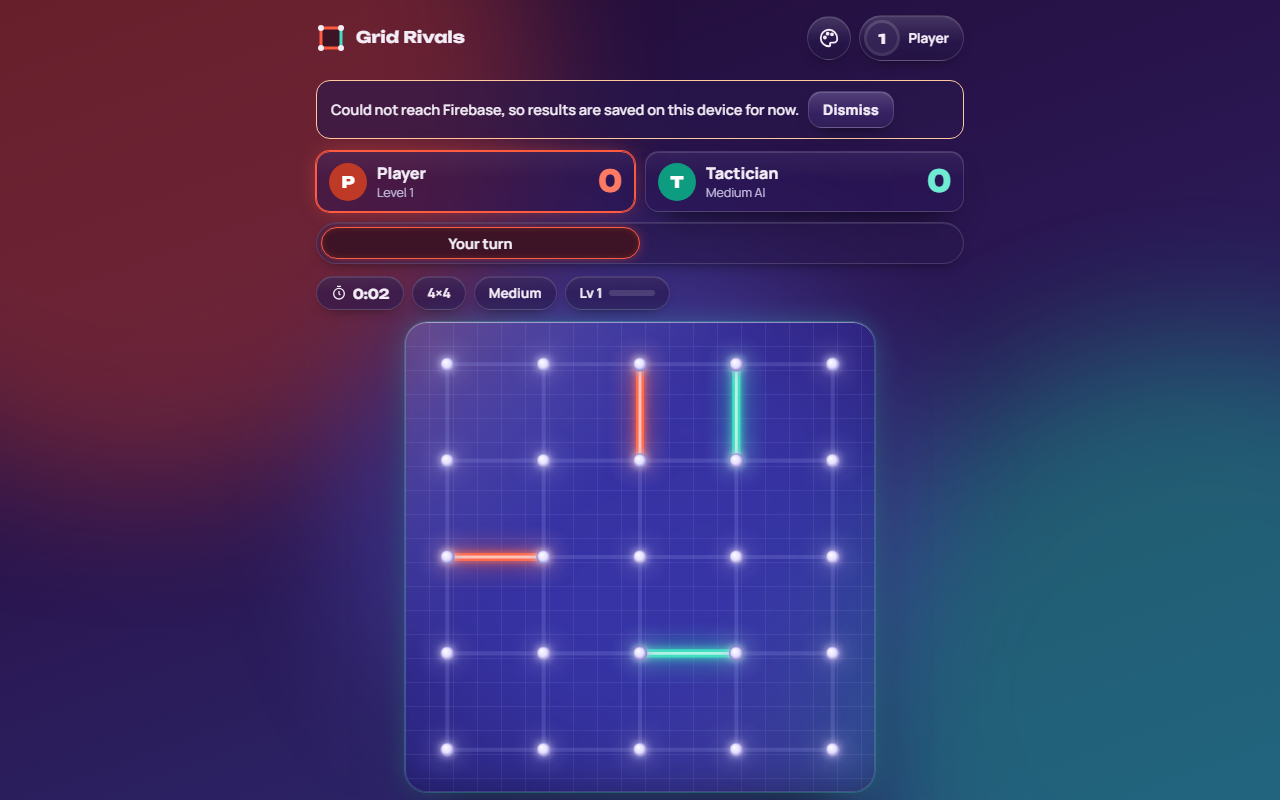 Grid Rivals
1 Player
Could not reach Firebase, so results are saved on this device for now. Dismiss
P Player 0
Level 1
T Tactician 0
Medium AI
Your turn
0:02 4×4 Medium Lv 1